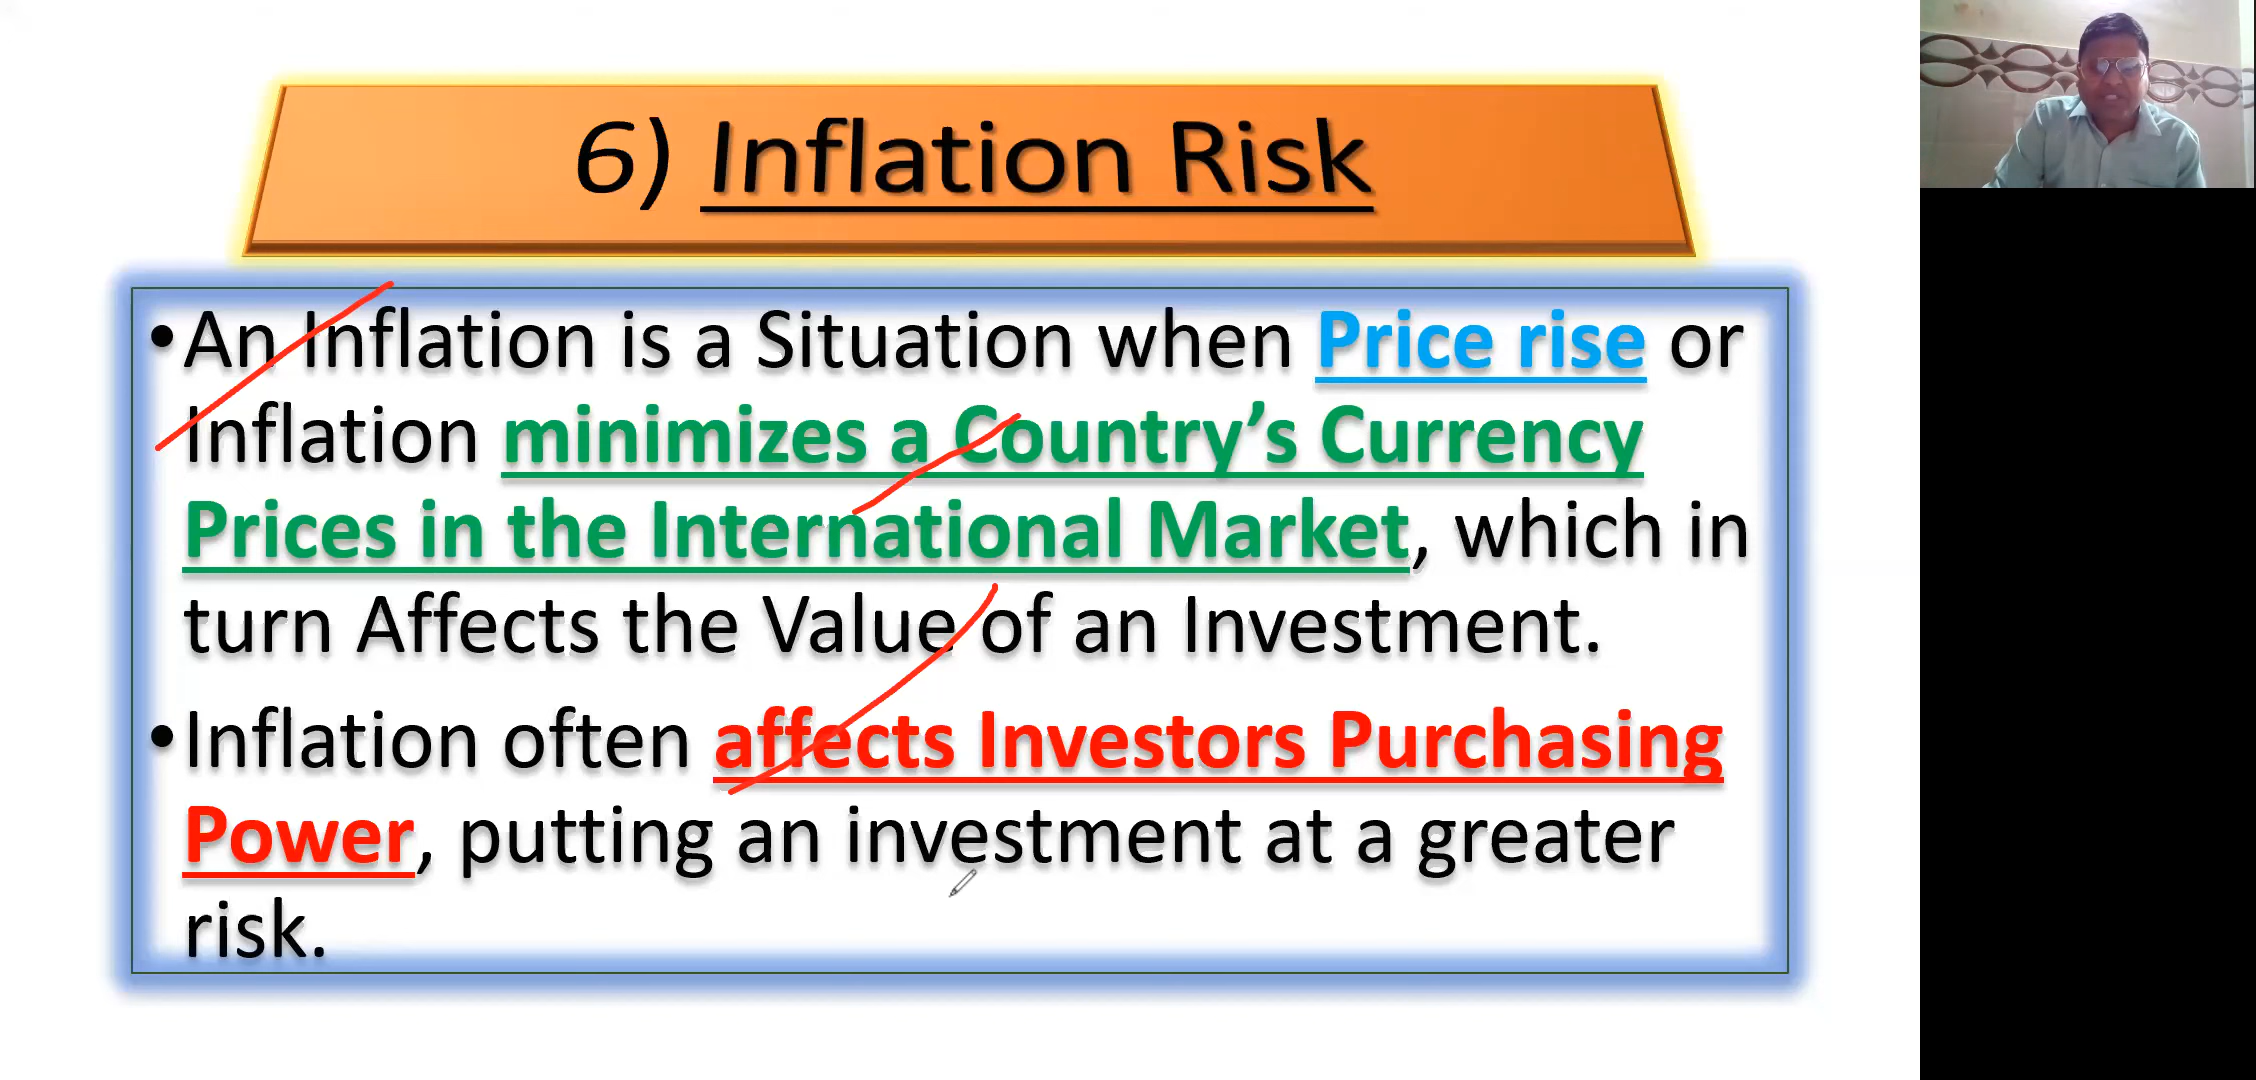 6) Inflation Risk
•An Inflation is a Situation when Price rise or
Inflation minimizes a Country’s Currency
Prices in the International Market, which in
turn Affects the Value of an Investment.
•Inflation often affects Investors Purchasing
Power, putting an investment at a greater
risk.